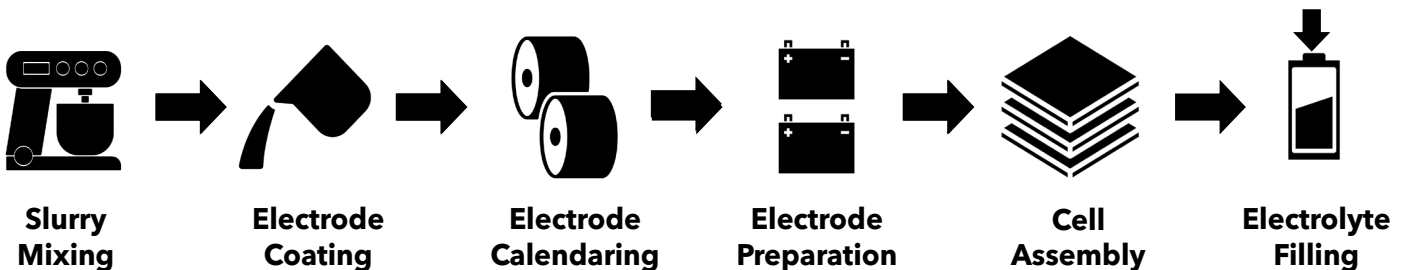 Slurry
Mixing
Electrode
Coating
Electrode
Calendaring
Electrode
Preparation
Cell
Assembly
Electrolyte
Filling